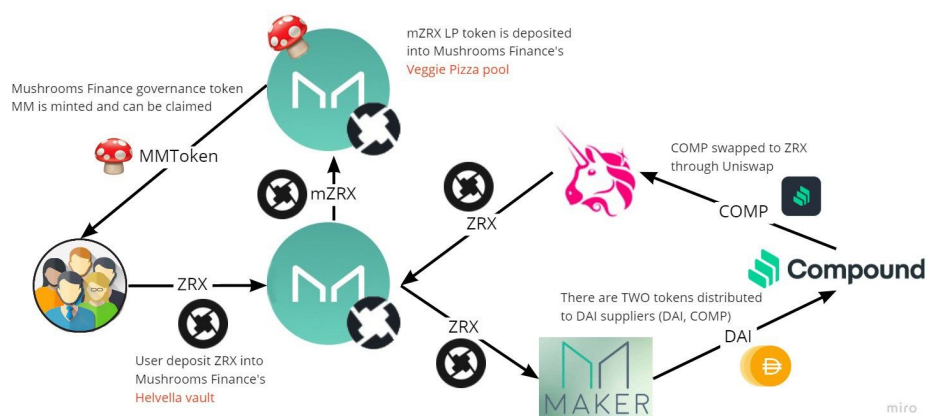 mZRX LP token is deposited
into Mushrooms Finance's
Veggie Pizza pool
Mushrooms Finance governance token
MM is minted and can be claimed
MMToken
mZRX
COMP swapped to ZRX
through Uniswap
COMP
ZRX
Compound
ZRX
There are TWO tokens distributed
to DAI suppliers (DAI, COMP)
ZRX
DAI
User deposit ZRX into
Mushrooms Finance's
Helvella vault
MAKER
miro